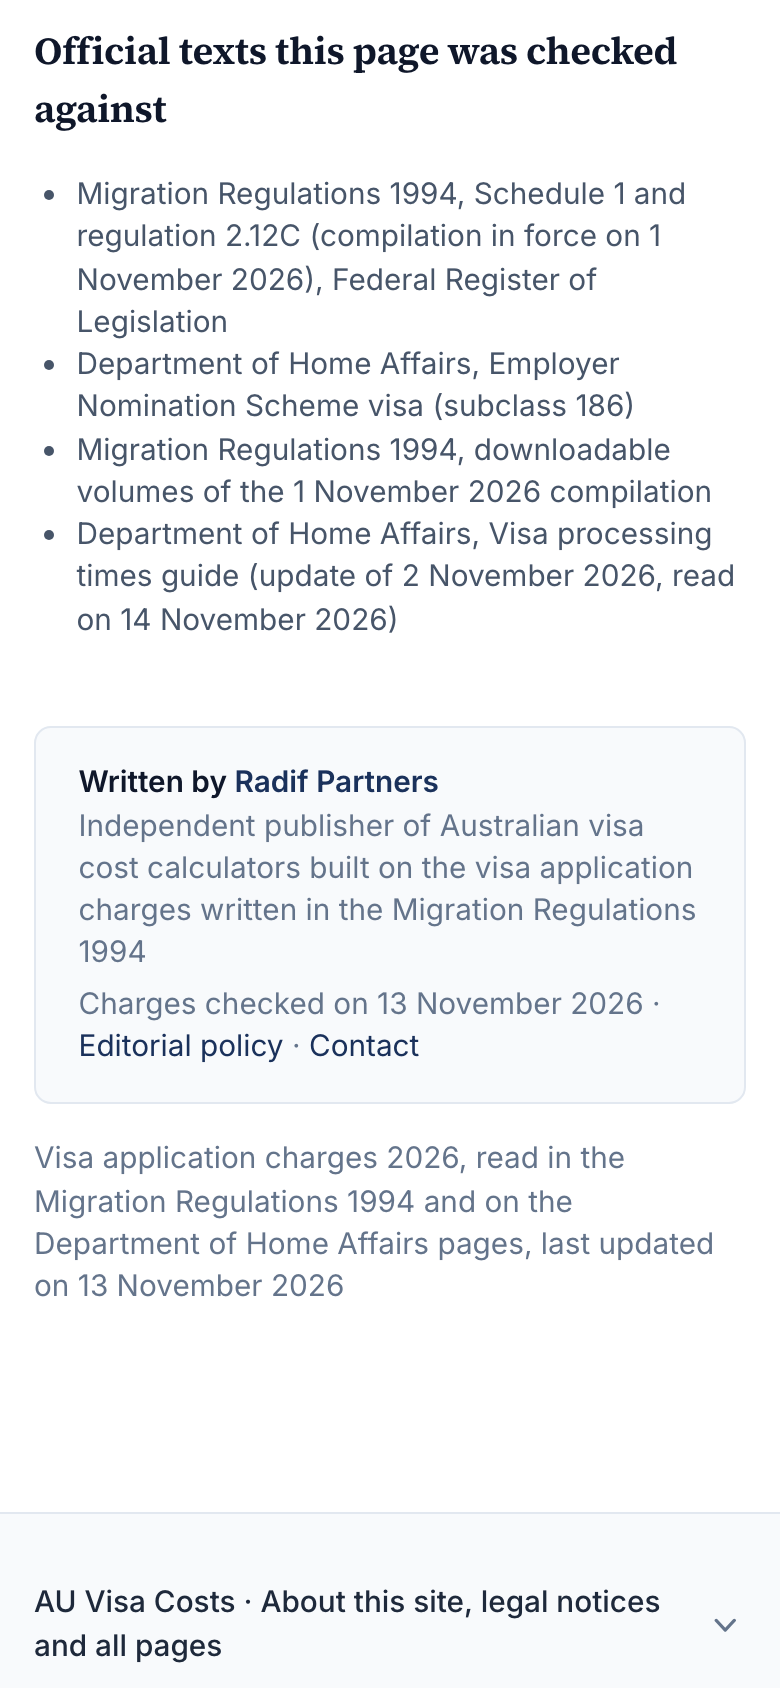 Official texts this page was checked
against
• Migration Regulations 1994, Schedule 1 and
regulation 2.12C (compilation in force on 1
November 2026), Federal Register of
Legislation
• Department of Home Affairs, Employer
Nomination Scheme visa (subclass 186)
• Migration Regulations 1994, downloadable
volumes of the 1 November 2026 compilation
• Department of Home Affairs, Visa processing
times guide (update of 2 November 2026, read
on 14 November 2026)
Written by Radif Partners
Independent publisher of Australian visa
cost calculators built on the visa application
charges written in the Migration Regulations
1994
Charges checked on 13 November 2026 ·
Editorial policy · Contact
Visa application charges 2026, read in the
Migration Regulations 1994 and on the
Department of Home Affairs pages, last updated
on 13 November 2026
AU Visa Costs · About this site, legal notices
and all pages